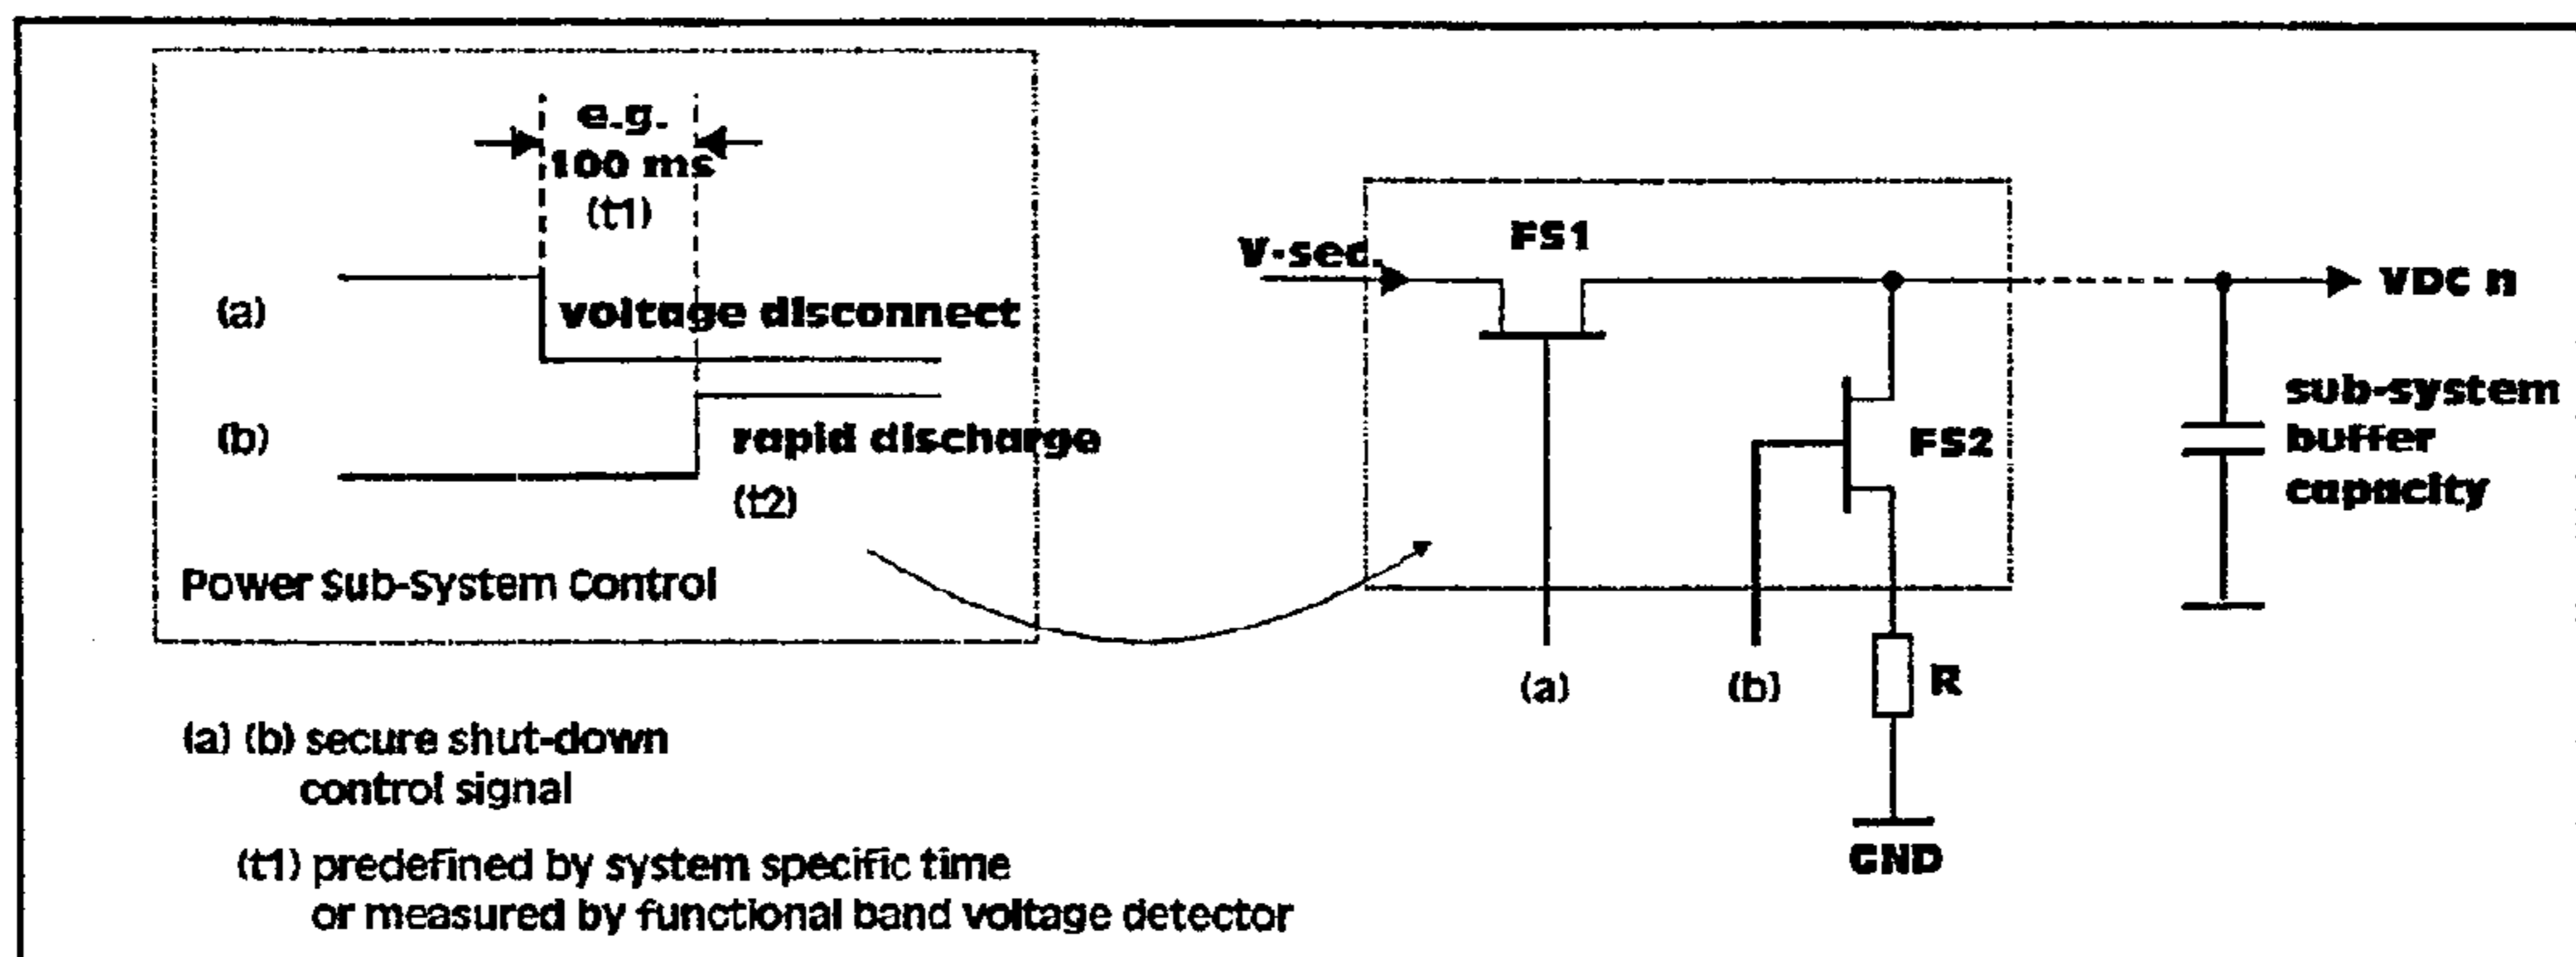 e.g.
100 ms
(t1)
(a)
voltage disconnect
(b)
rapid discharge
(t2)
Power Sub-System Control
(a) (b) secure shut-down
control signal
(t1) predefined by system specific time
or measured by functional band voltage detector
V-sec.
FS1
VDC n
FS2
sub-system
buffer
capacity
(a)
(b)
R
GND